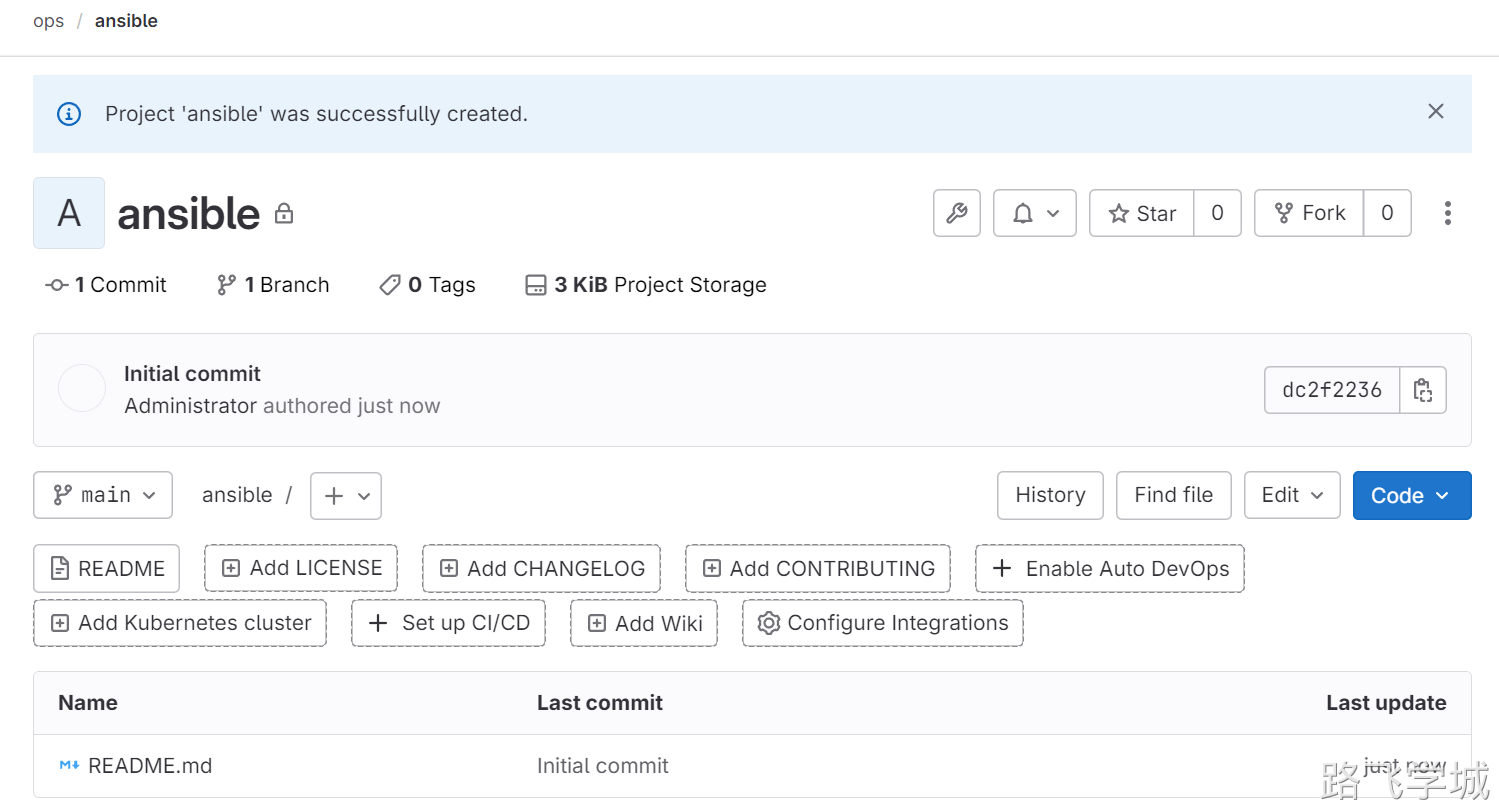 ops / ansible
Project 'ansible' was successfully created.
A ansible Star 0 Fork 0
1 Commit 1 Branch 0 Tags 3 KiB Project Storage
Initial commit
Administrator authored just now
dc2f2236
main ansible / History Find file Edit Code
README Add LICENSE Add CHANGELOG Add CONTRIBUTING Enable Auto DevOps
Add Kubernetes cluster Set up CI/CD Add Wiki Configure Integrations
Name Last commit Last update
README.md Initial commit just now
路飞学城